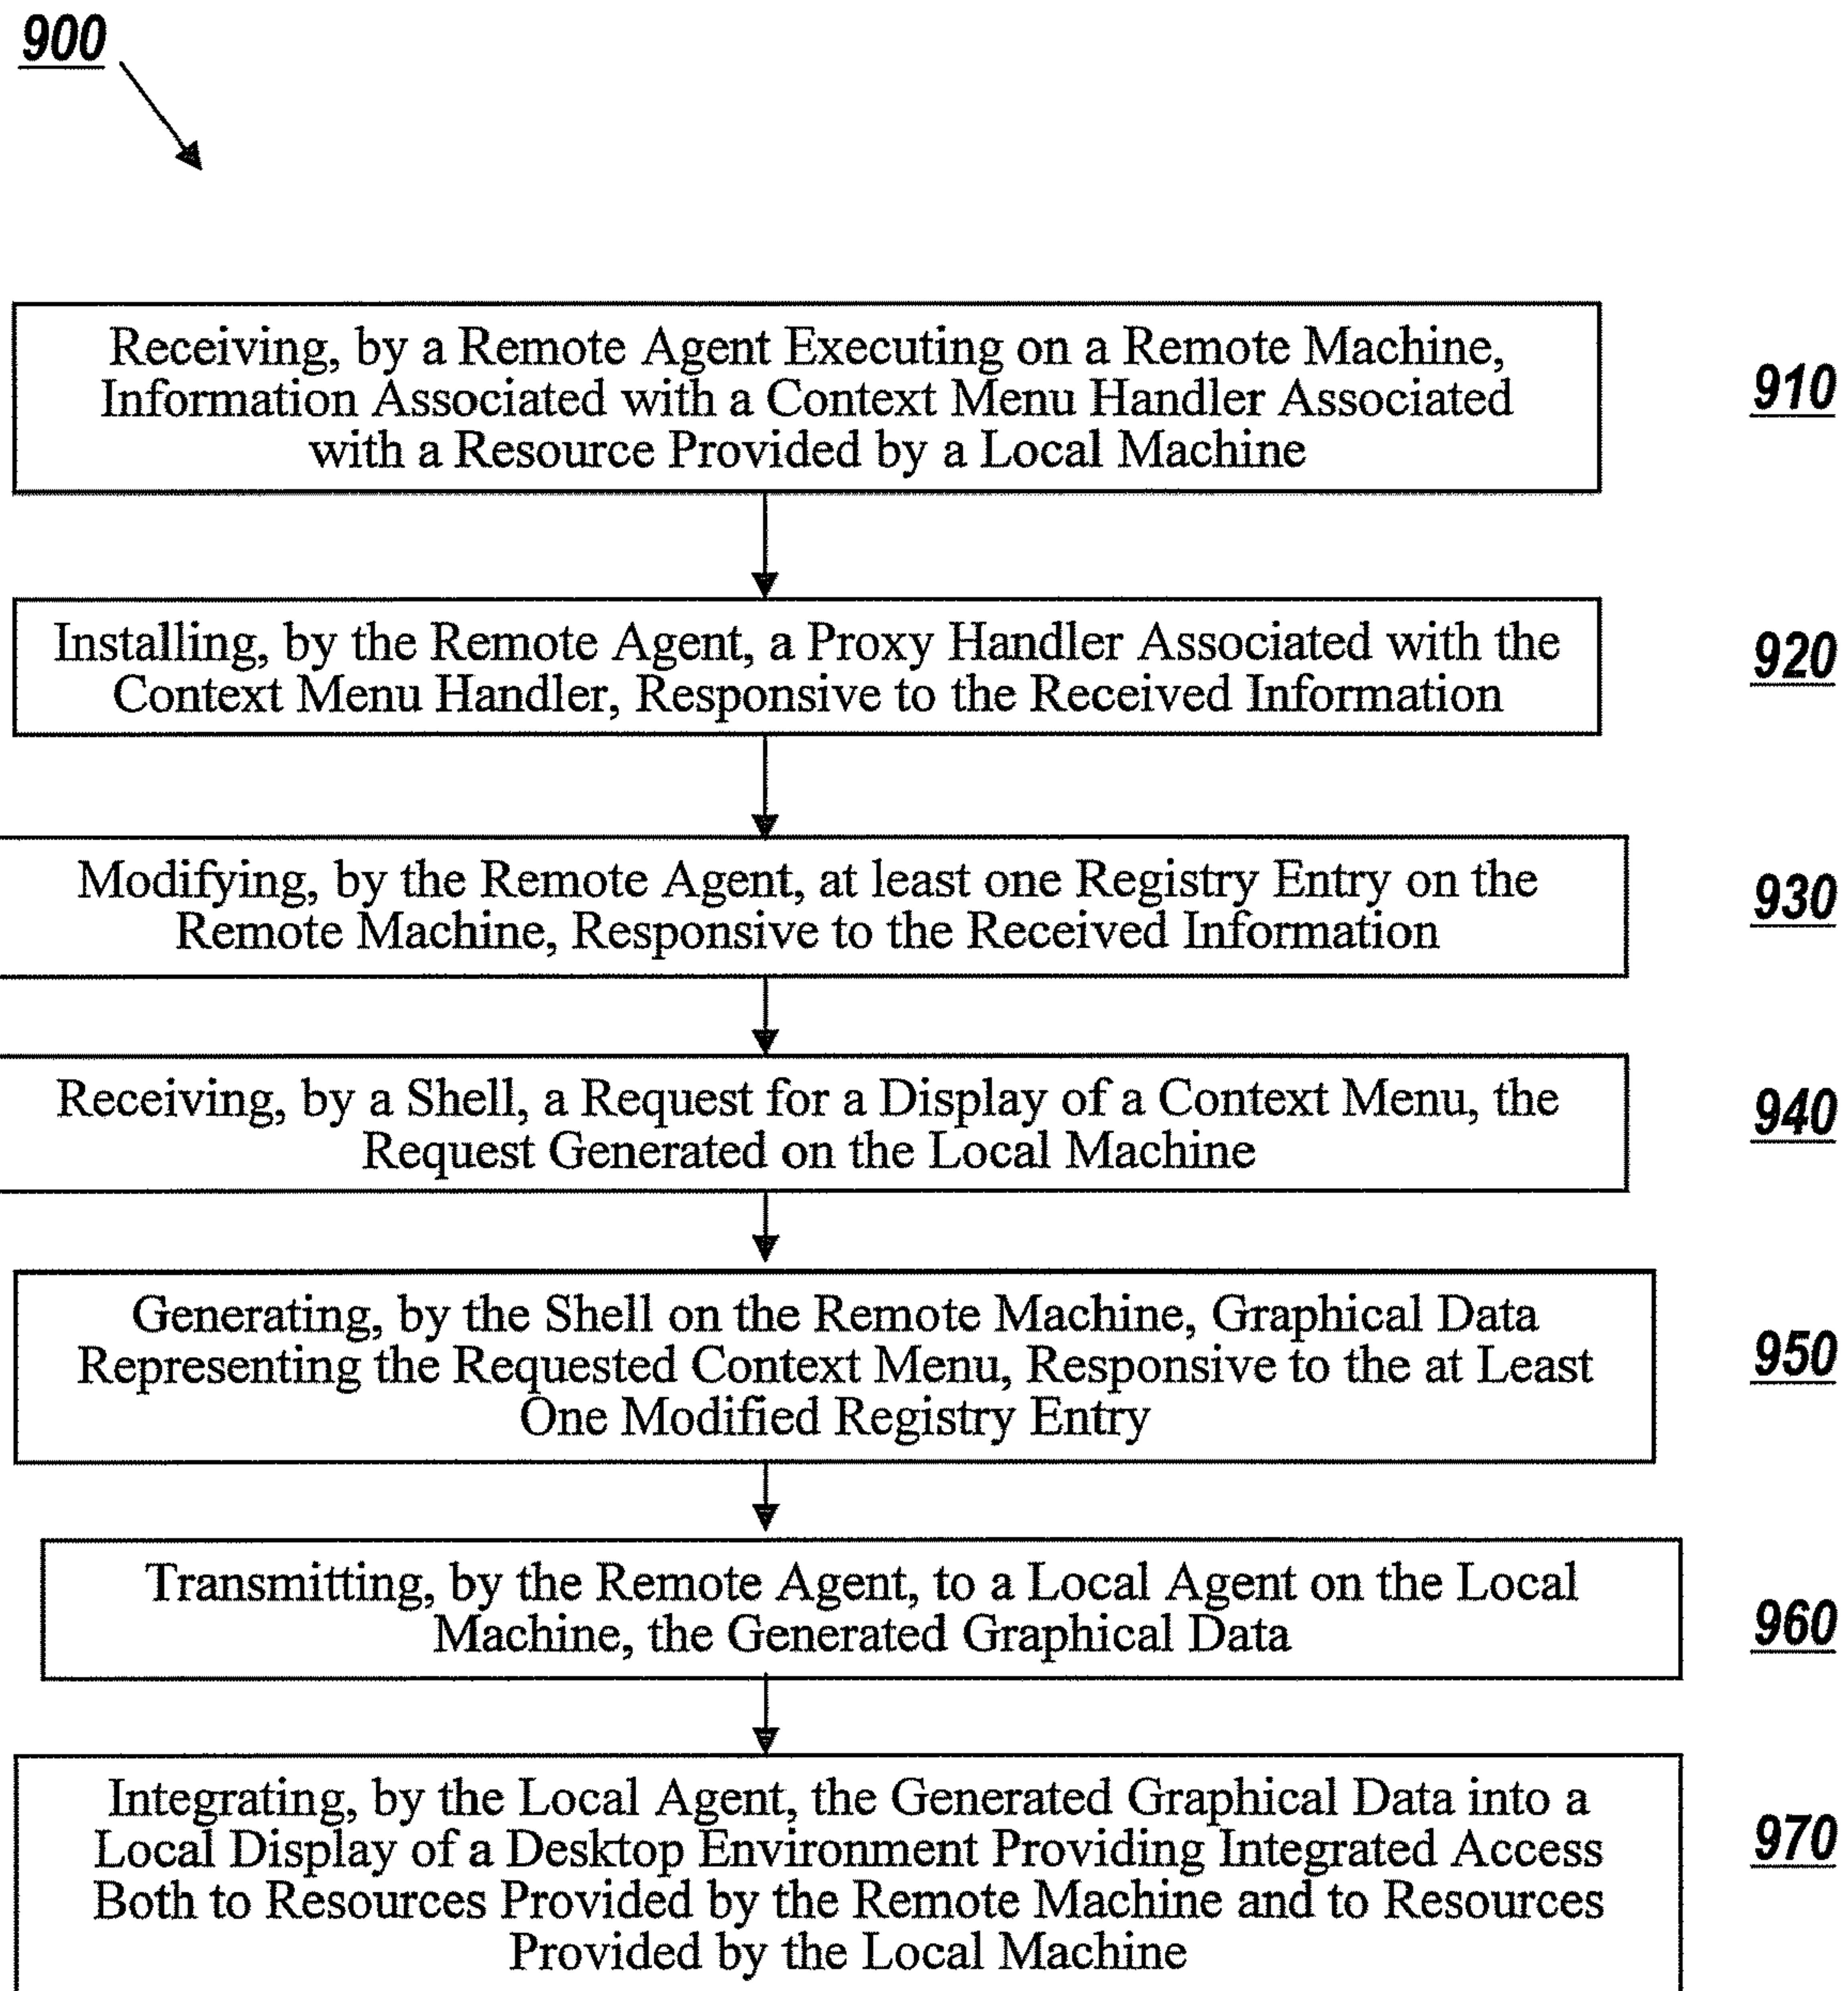 900
Receiving, by a Remote Agent Executing on a Remote Machine,
Information Associated with a Context Menu Handler Associated
with a Resource Provided by a Local Machine
910
Installing, by the Remote Agent, a Proxy Handler Associated with the
Context Menu Handler, Responsive to the Received Information
920
Modifying, by the Remote Agent, at least one Registry Entry on the
Remote Machine, Responsive to the Received Information
930
Receiving, by a Shell, a Request for a Display of a Context Menu, the
Request Generated on the Local Machine
940
Generating, by the Shell on the Remote Machine, Graphical Data
Representing the Requested Context Menu, Responsive to the at Least
One Modified Registry Entry
950
Transmitting, by the Remote Agent, to a Local Agent on the Local
Machine, the Generated Graphical Data
960
Integrating, by the Local Agent, the Generated Graphical Data into a
Local Display of a Desktop Environment Providing Integrated Access
Both to Resources Provided by the Remote Machine and to Resources
Provided by the Local Machine
970